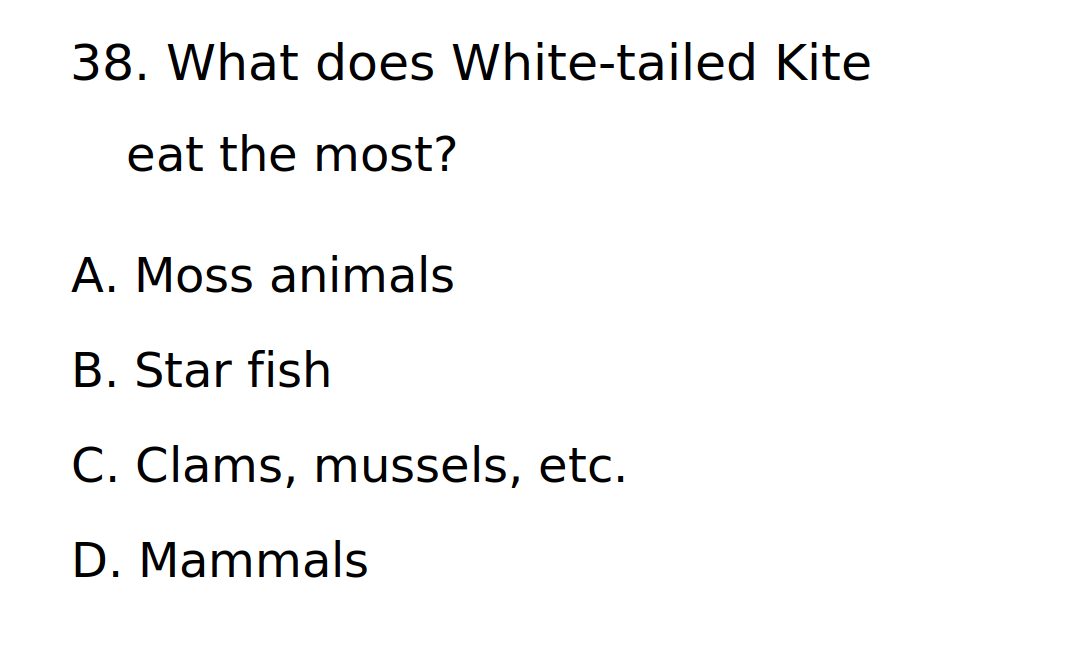 38. What does White-tailed Kite
eat the most?
A. Moss animals
B. Star fish
C. Clams, mussels, etc.
D. Mammals